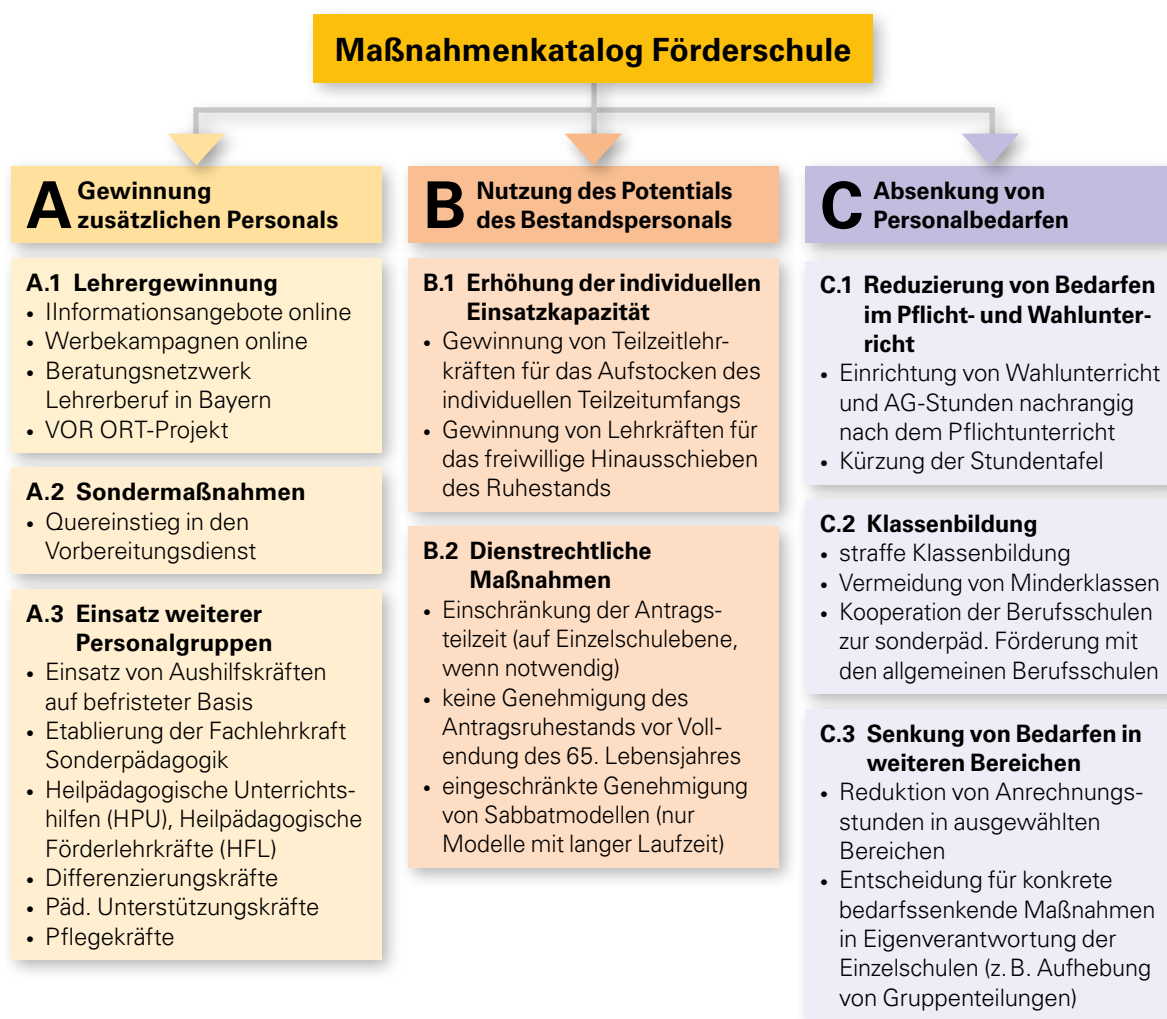 Maßnahmenkatalog Förderschule
A Gewinnung
zusätzlichen Personals
A.1 Lehrergewinnung
• IInformationsangebote online
• Werbekampagnen online
• Beratungsnetzwerk
Lehrerberuf in Bayern
• VOR ORT-Projekt
A.2 Sondermaßnahmen
• Quereinstieg in den
Vorbereitungsdienst
A.3 Einsatz weiterer
Personalgruppen
• Einsatz von Aushilfskräften
auf befristeter Basis
• Etablierung der Fachlehrkraft
Sonderpädagogik
• Heilpädagogische Unterrichts-
hilfen (HPU), Heilpädagogische
Förderlehrkräfte (HFL)
• Differenzierungskräfte
• Päd. Unterstützungskräfte
• Pflegekräfte
B Nutzung des Potentials
des Bestandspersonals
B.1 Erhöhung der individuellen
Einsatzkapazität
• Gewinnung von Teilzeitlehr-
kräften für das Aufstocken des
individuellen Teilzeitumfangs
• Gewinnung von Lehrkräften für
das freiwillige Hinausschieben
des Ruhestands
B.2 Dienstrechtliche
Maßnahmen
• Einschränkung der Antrags-
teilzeit (auf Einzelschulebene,
wenn notwendig)
• keine Genehmigung des
Antragsruhestands vor Voll-
endung des 65. Lebensjahres
• eingeschränkte Genehmigung
von Sabbatmodellen (nur
Modelle mit langer Laufzeit)
C Absenkung von
Personalbedarfen
C.1 Reduzierung von Bedarfen
im Pflicht- und Wahlunter-
richt
• Einrichtung von Wahlunterricht
und AG-Stunden nachrangig
nach dem Pflichtunterricht
• Kürzung der Stundentafel
C.2 Klassenbildung
• straffe Klassenbildung
• Vermeidung von Minderklassen
• Kooperation der Berufsschulen
zur sonderpäd. Förderung mit
den allgemeinen Berufsschulen
C.3 Senkung von Bedarfen in
weiteren Bereichen
• Reduktion von Anrechnungs-
stunden in ausgewählten
Bereichen
• Entscheidung für konkrete
bedarfssenkende Maßnahmen
in Eigenverantwortung der
Einzelschulen (z. B. Aufhebung
von Gruppenteilungen)